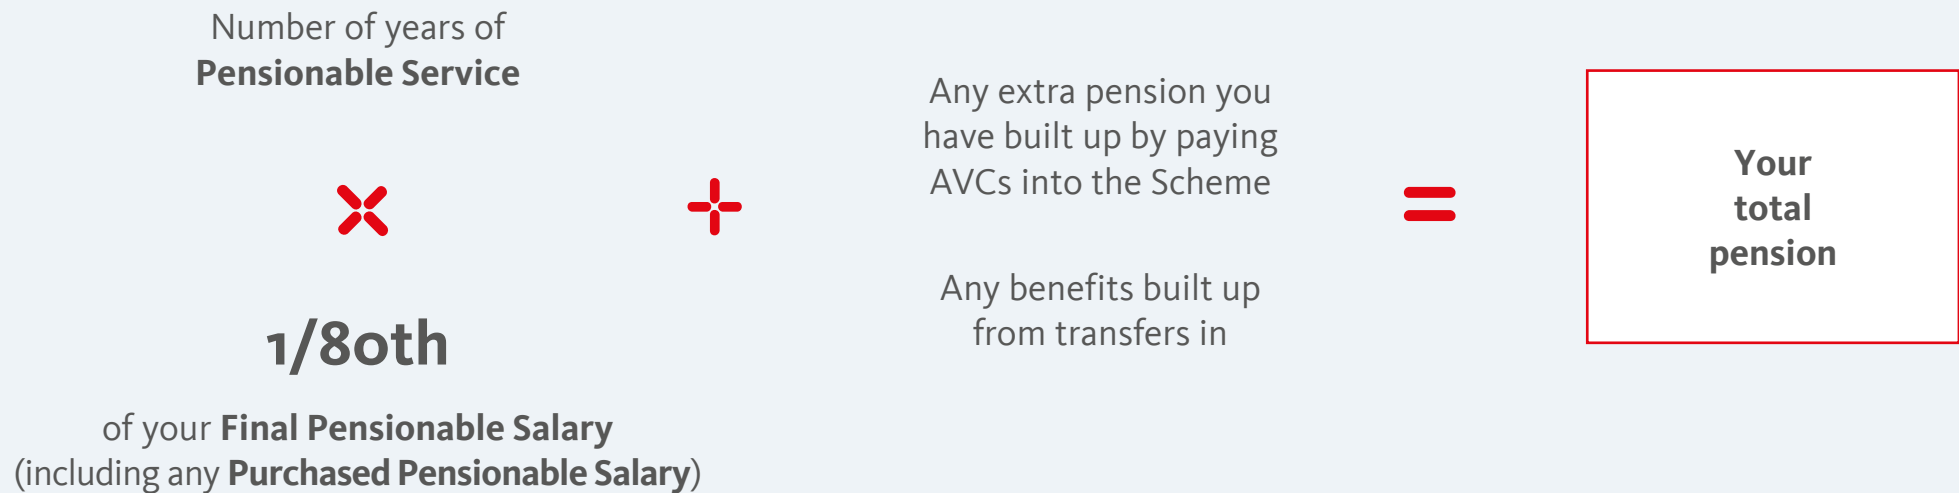 Number of years of
Pensionable Service
×
1/80th
of your Final Pensionable Salary
(including any Purchased Pensionable Salary)
+
Any extra pension you
have built up by paying
AVCs into the Scheme
Any benefits built up
from transfers in
=
Your
total
pension